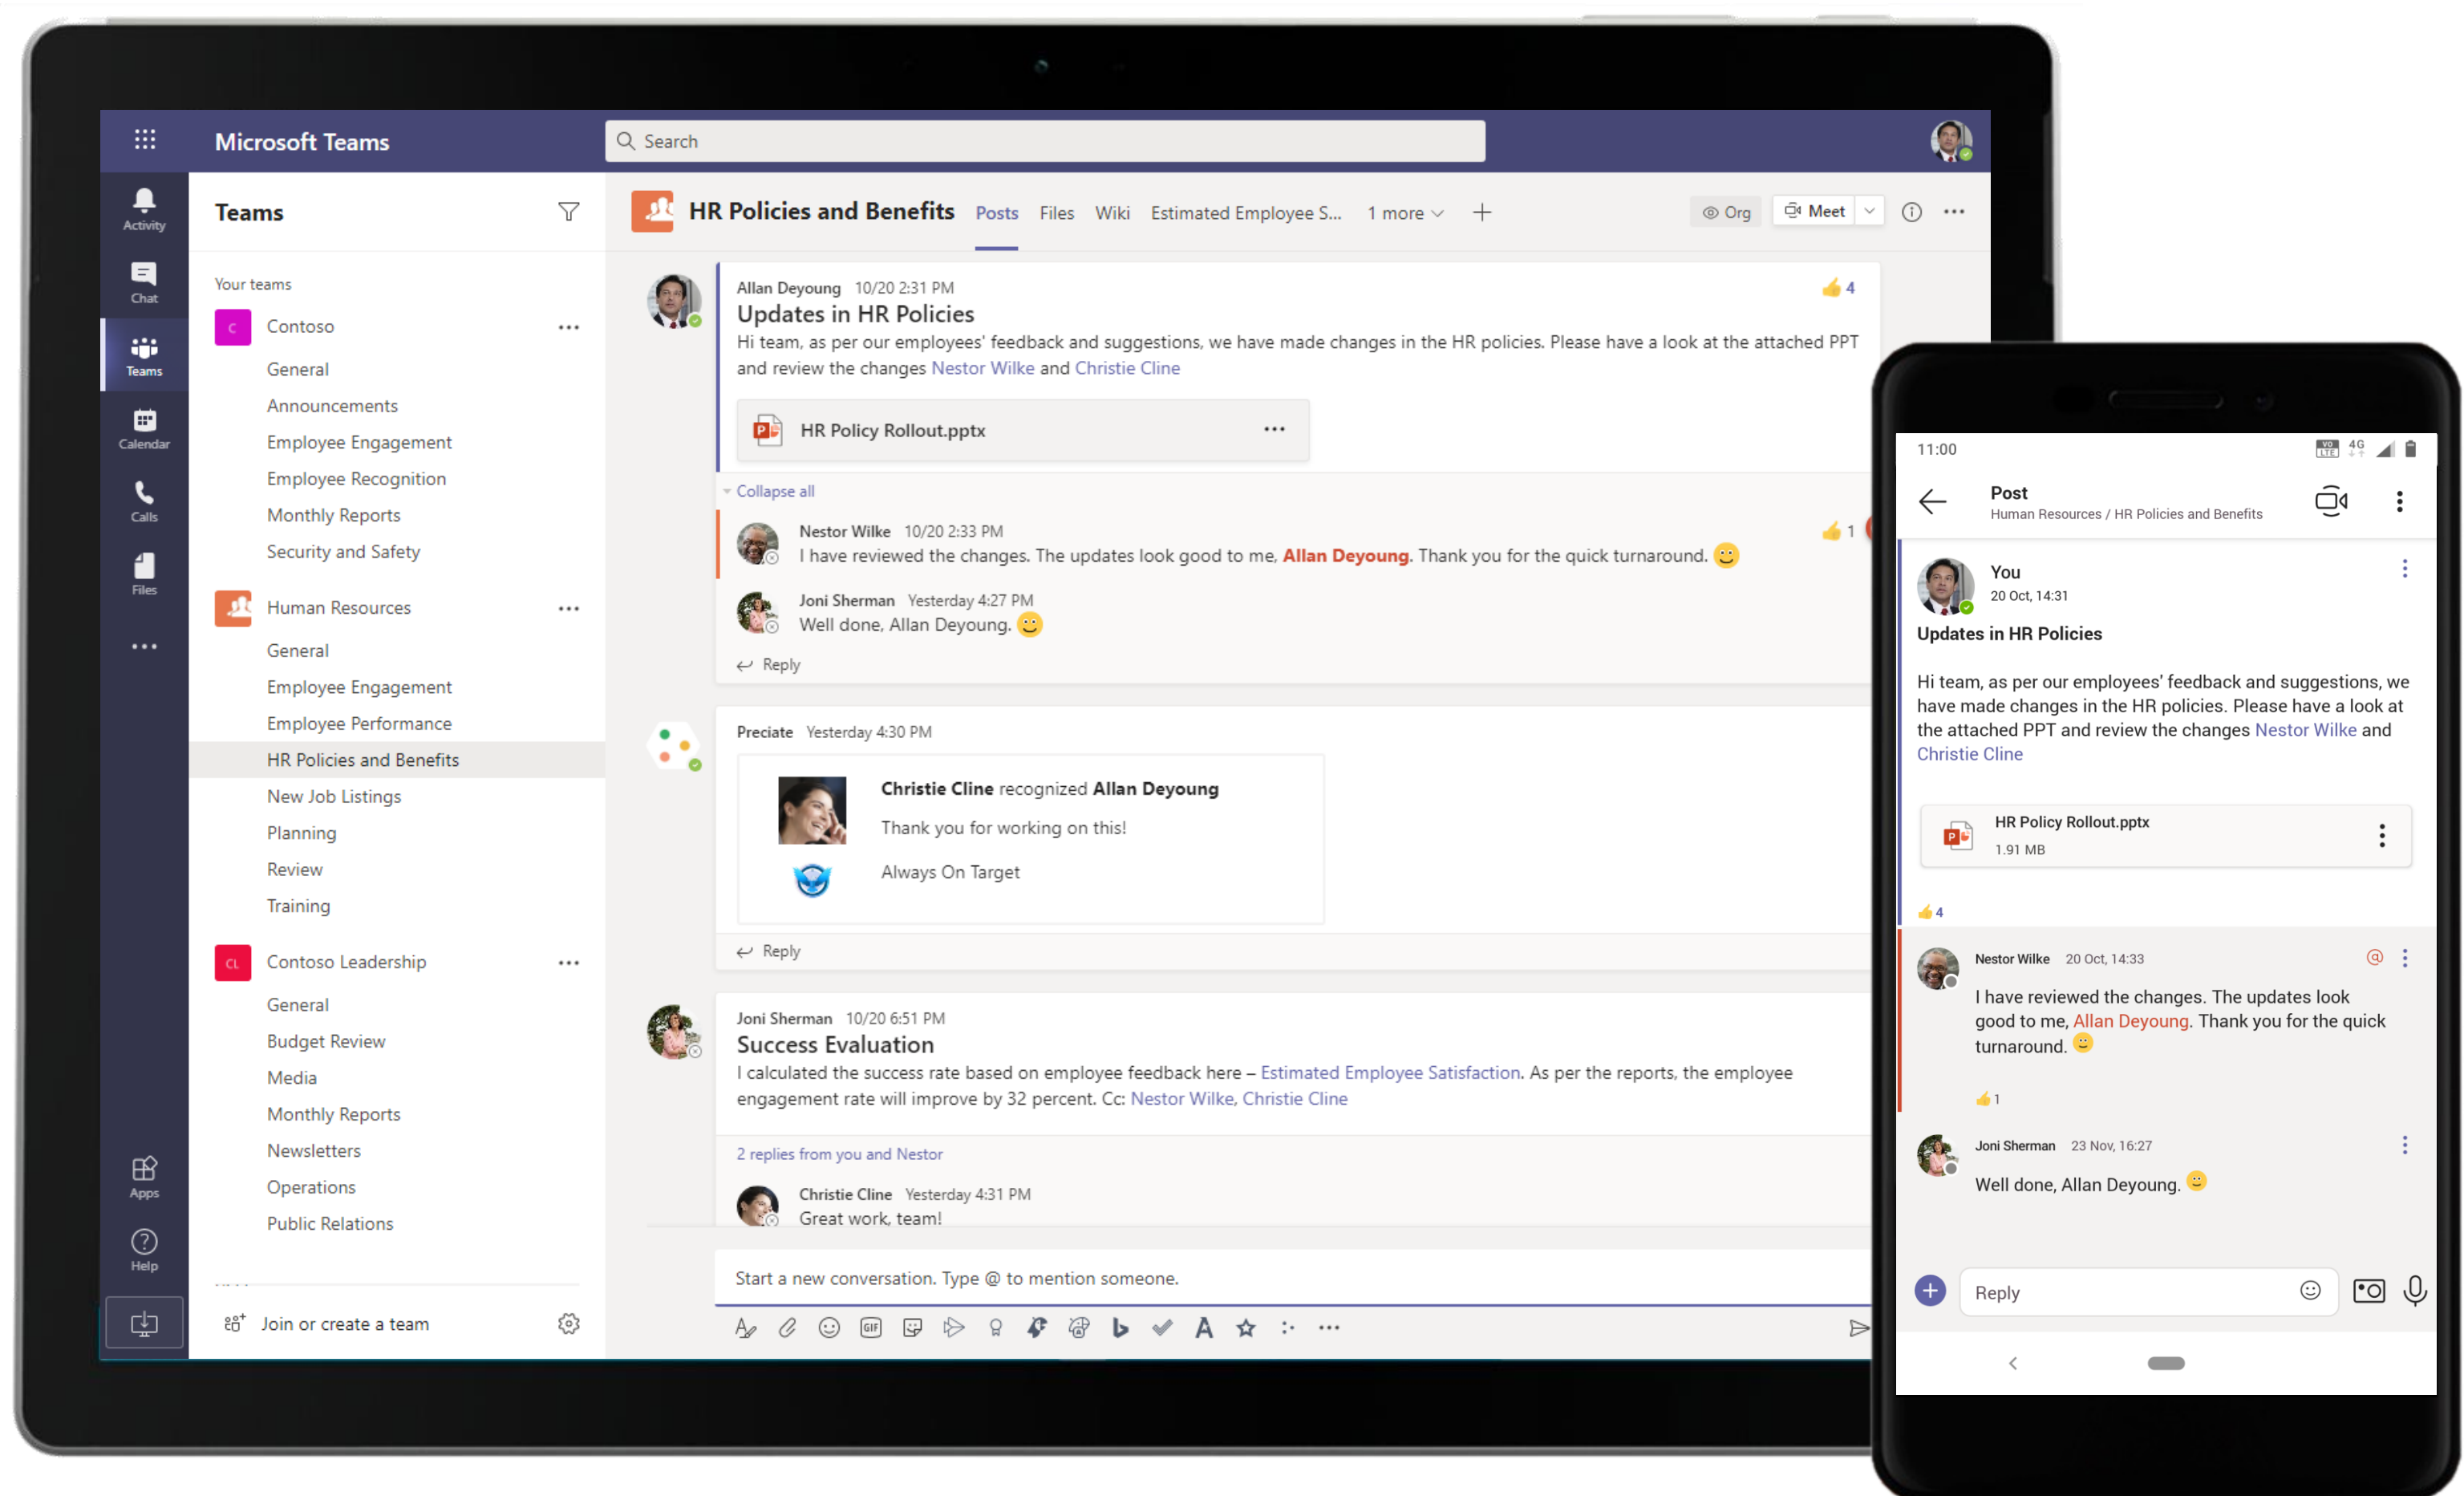 Microsoft Teams
Search
Activity
Chat
Teams
Calendar
Calls
Files
Apps
Help
Teams
Your teams
C
Contoso
General
Announcements
Employee Engagement
Employee Recognition
Monthly Reports
Security and Safety
Human Resources
General
Employee Engagement
Employee Performance
HR Policies and Benefits
New Job Listings
Planning
Review
Training
CL
Contoso Leadership
General
Budget Review
Media
Monthly Reports
Newsletters
Operations
Public Relations
Join or create a team
HR Policies and Benefits Posts Files Wiki Estimated Employee S... 1 more
Org Meet
Allan Deyoung 10/20 2:31 PM
4
Updates in HR Policies
Hi team, as per our employees' feedback and suggestions, we have made changes in the HR policies. Please have a look at the attached PPT
and review the changes Nestor Wilke and Christie Cline
HR Policy Rollout.pptx
Collapse all
Nestor Wilke 10/20 2:33 PM
1
I have reviewed the changes. The updates look good to me, Allan Deyoung. Thank you for the quick turnaround.
Joni Sherman Yesterday 4:27 PM
Well done, Allan Deyoung.
Reply
Preciate Yesterday 4:30 PM
Christie Cline recognized Allan Deyoung
Thank you for working on this!
Always On Target
Reply
Joni Sherman 10/20 6:51 PM
Success Evaluation
I calculated the success rate based on employee feedback here – Estimated Employee Satisfaction. As per the reports, the employee
engagement rate will improve by 32 percent. Cc: Nestor Wilke, Christie Cline
2 replies from you and Nestor
Christie Cline Yesterday 4:31 PM
Great work, team!
Start a new conversation. Type @ to mention someone.
GIF
11:00
VO LTE 4G
Post
Human Resources / HR Policies and Benefits
You
20 Oct, 14:31
Updates in HR Policies
Hi team, as per our employees' feedback and suggestions, we
have made changes in the HR policies. Please have a look at
the attached PPT and review the changes Nestor Wilke and
Christie Cline
HR Policy Rollout.pptx
1.91 MB
4
Nestor Wilke 20 Oct, 14:33 @
I have reviewed the changes. The updates look
good to me, Allan Deyoung. Thank you for the quick
turnaround.
1
Joni Sherman 23 Nov, 16:27
Well done, Allan Deyoung.
Reply